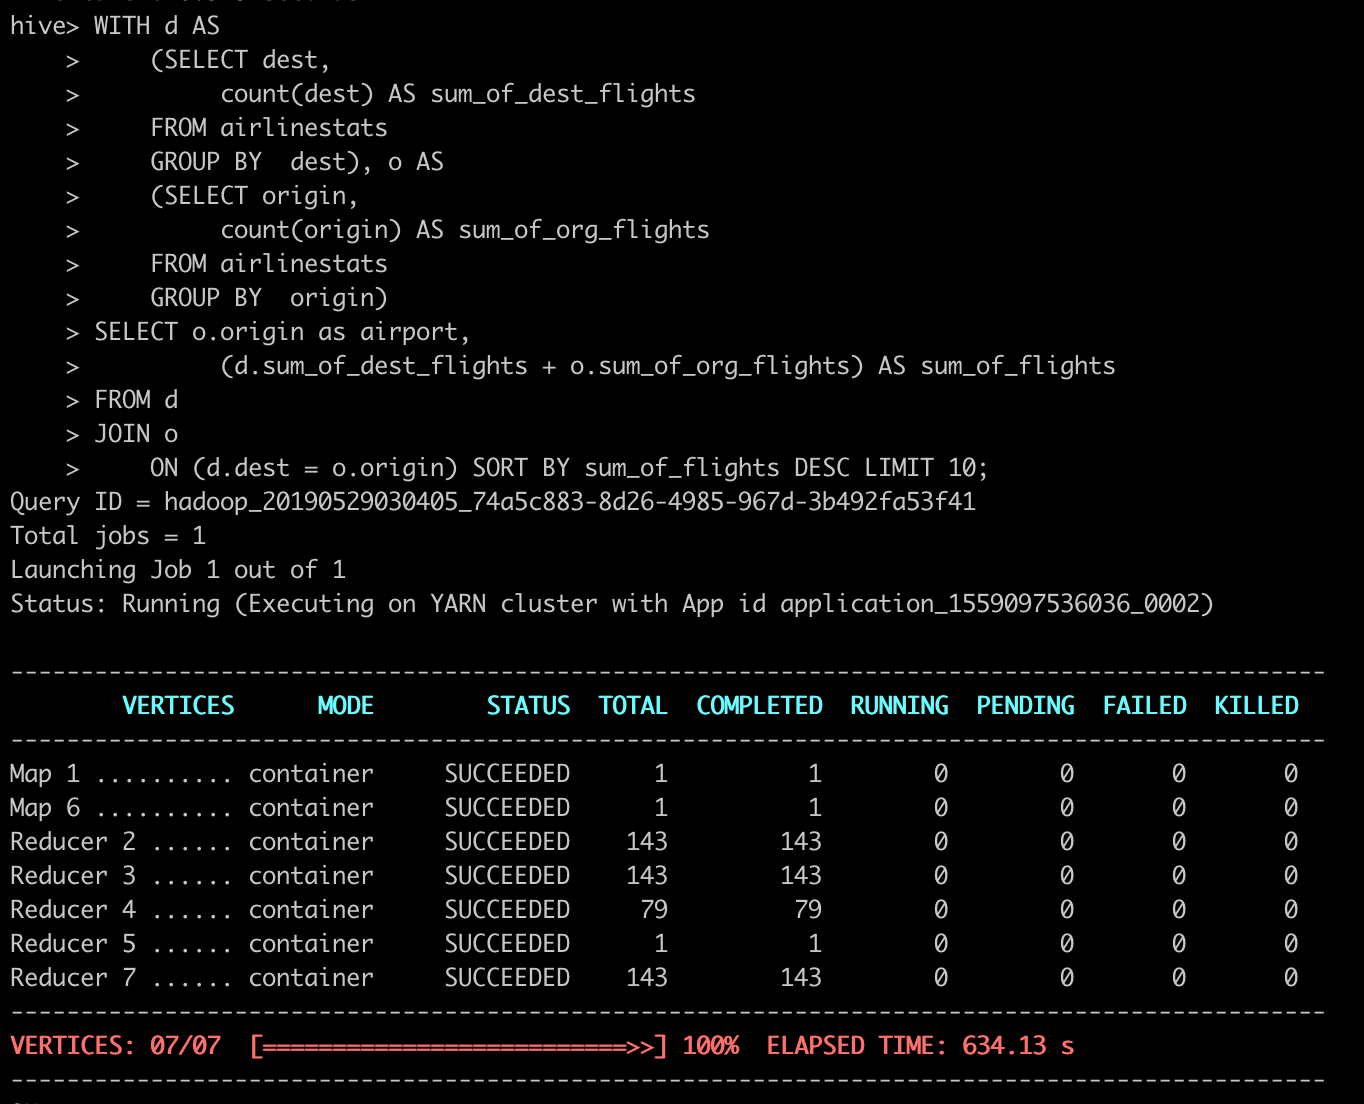 hive> WITH d AS
    >     (SELECT dest,
    >          count(dest) AS sum_of_dest_flights
    >     FROM airlinestats
    >     GROUP BY  dest), o AS
    >     (SELECT origin,
    >          count(origin) AS sum_of_org_flights
    >     FROM airlinestats
    >     GROUP BY  origin)
    > SELECT o.origin as airport,
    >          (d.sum_of_dest_flights + o.sum_of_org_flights) AS sum_of_flights
    > FROM d
    > JOIN o
    >     ON (d.dest = o.origin) SORT BY sum_of_flights DESC LIMIT 10;
Query ID = hadoop_20190529030405_74a5c883-8d26-4985-967d-3b492fa53f41
Total jobs = 1
Launching Job 1 out of 1
Status: Running (Executing on YARN cluster with App id application_1559097536036_0002)
----------------------------------------------------------------------------------------------
        VERTICES      MODE        STATUS  TOTAL  COMPLETED  RUNNING  PENDING  FAILED  KILLED
----------------------------------------------------------------------------------------------
Map 1 .......... container     SUCCEEDED      1          1        0        0       0       0
Map 6 .......... container     SUCCEEDED      1          1        0        0       0       0
Reducer 2 ...... container     SUCCEEDED    143        143        0        0       0       0
Reducer 3 ...... container     SUCCEEDED    143        143        0        0       0       0
Reducer 4 ...... container     SUCCEEDED     79         79        0        0       0       0
Reducer 5 ...... container     SUCCEEDED      1          1        0        0       0       0
Reducer 7 ...... container     SUCCEEDED    143        143        0        0       0       0
----------------------------------------------------------------------------------------------
VERTICES: 07/07  [==========================>>] 100%  ELAPSED TIME: 634.13 s
----------------------------------------------------------------------------------------------